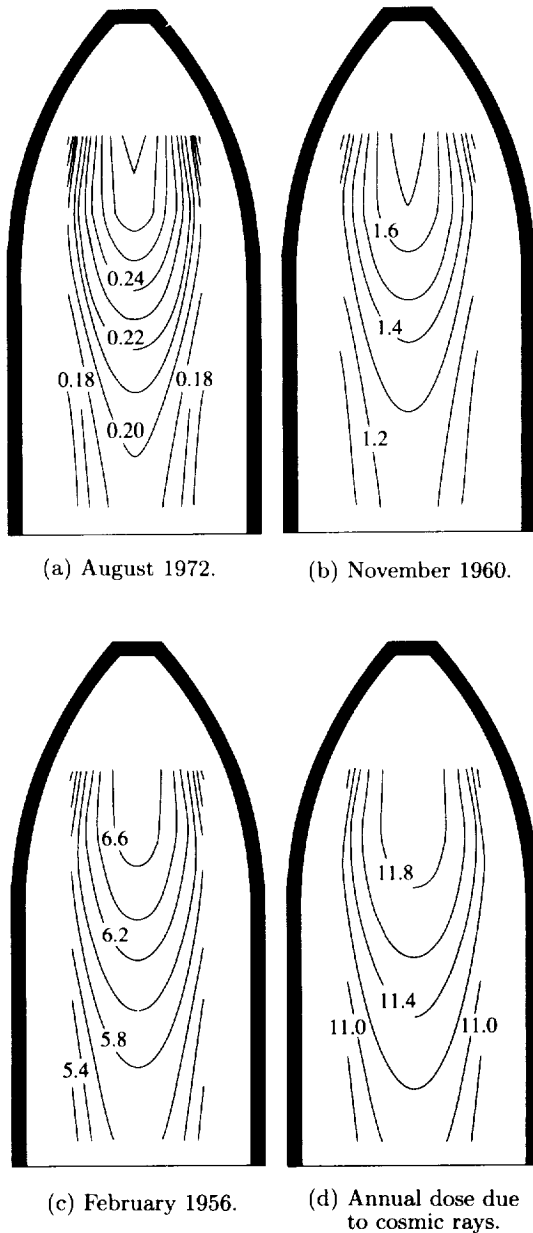 0.24
0.22
0.18 0.18
0.20
(a) August 1972.
1.6
1.4
1.2
(b) November 1960.
6.6
6.2
5.8
5.4
(c) February 1956.
11.8
11.4
11.0 11.0
(d) Annual dose due
to cosmic rays.